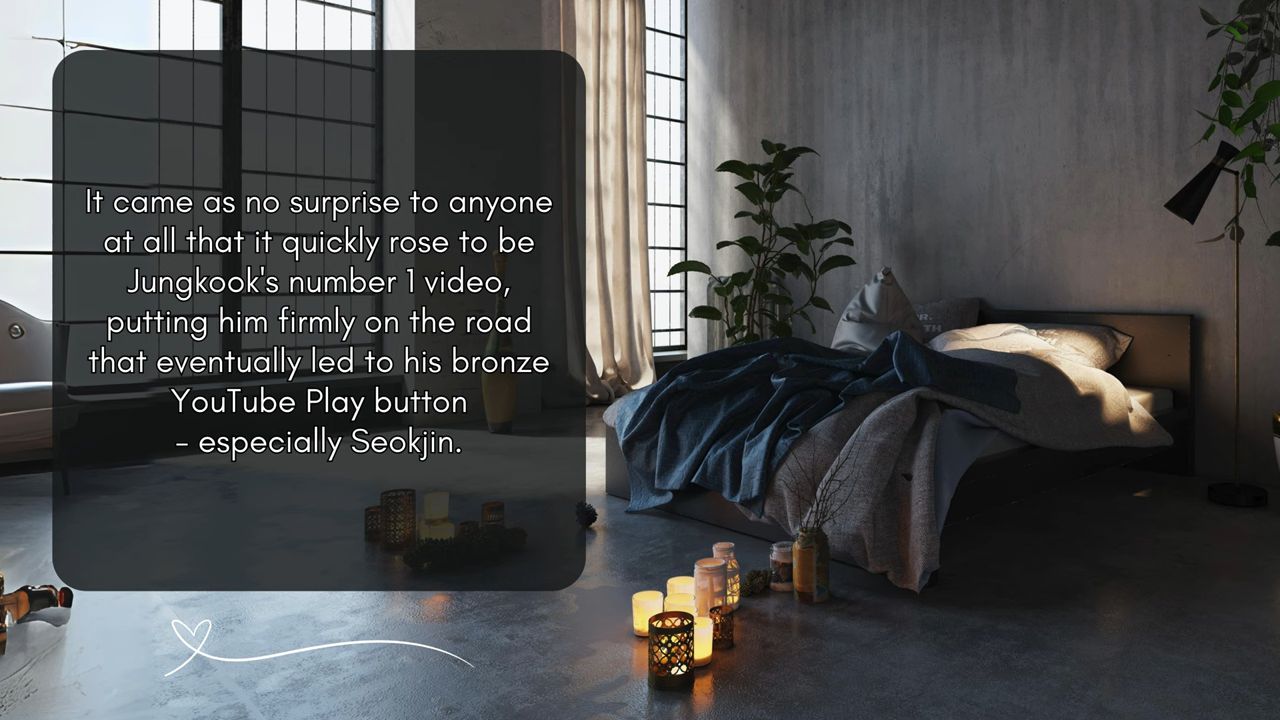 It came as no surprise to anyone
at all that it quickly rose to be
Jungkook's number 1 video,
putting him firmly on the road
that eventually led to his bronze
YouTube Play button
- especially Seokjin.